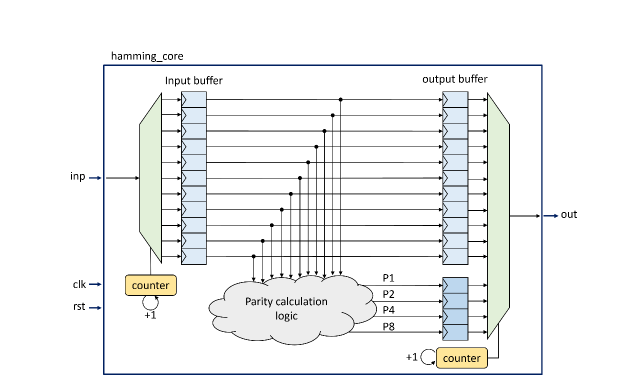 hamming_core
Input buffer
output buffer
inp
out
clk
rst
counter
+1
Parity calculation
logic
P1
P2
P4
P8
+1
counter